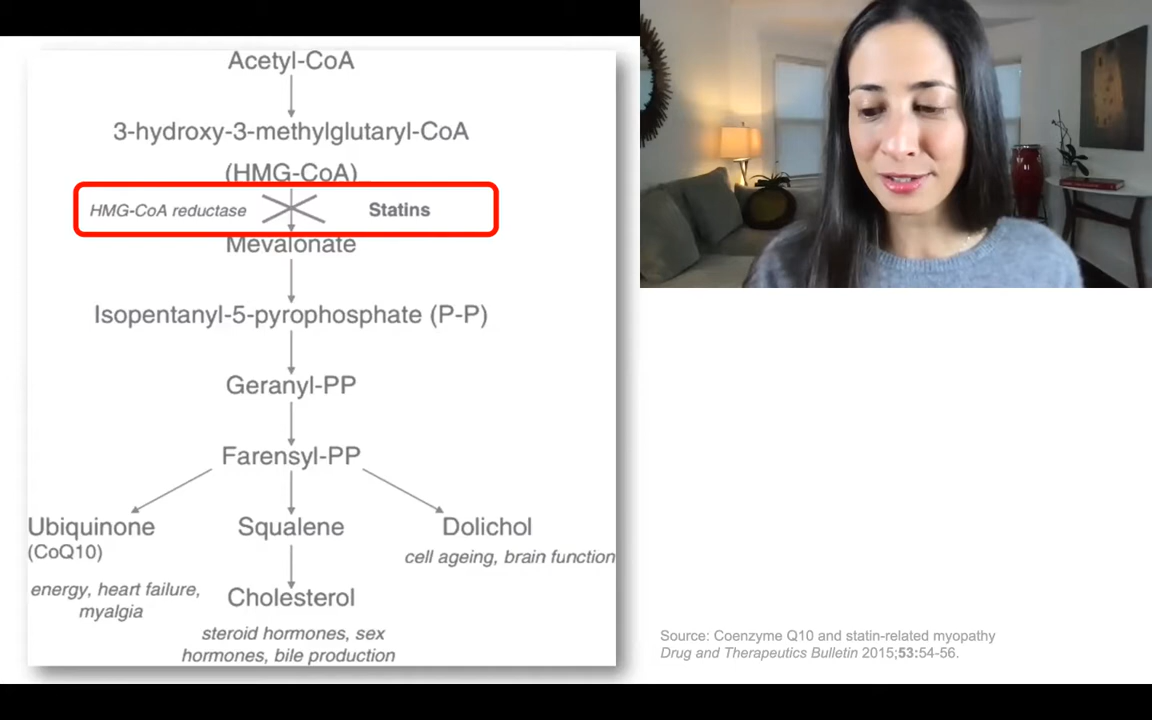 Acetyl-CoA
3-hydroxy-3-methylglutaryl-CoA
(HMG-CoA)
HMG-CoA reductase
Statins
Mevalonate
Isopentanyl-5-pyrophosphate (P-P)
Geranyl-PP
Farensyl-PP
Ubiquinone
(CoQ10)
energy, heart failure,
myalgia
Squalene
Cholesterol
steroid hormones, sex
hormones, bile production
Dolichol
cell ageing, brain function
Source: Coenzyme Q10 and statin-related myopathy
Drug and Therapeutics Bulletin 2015;53:54-56.